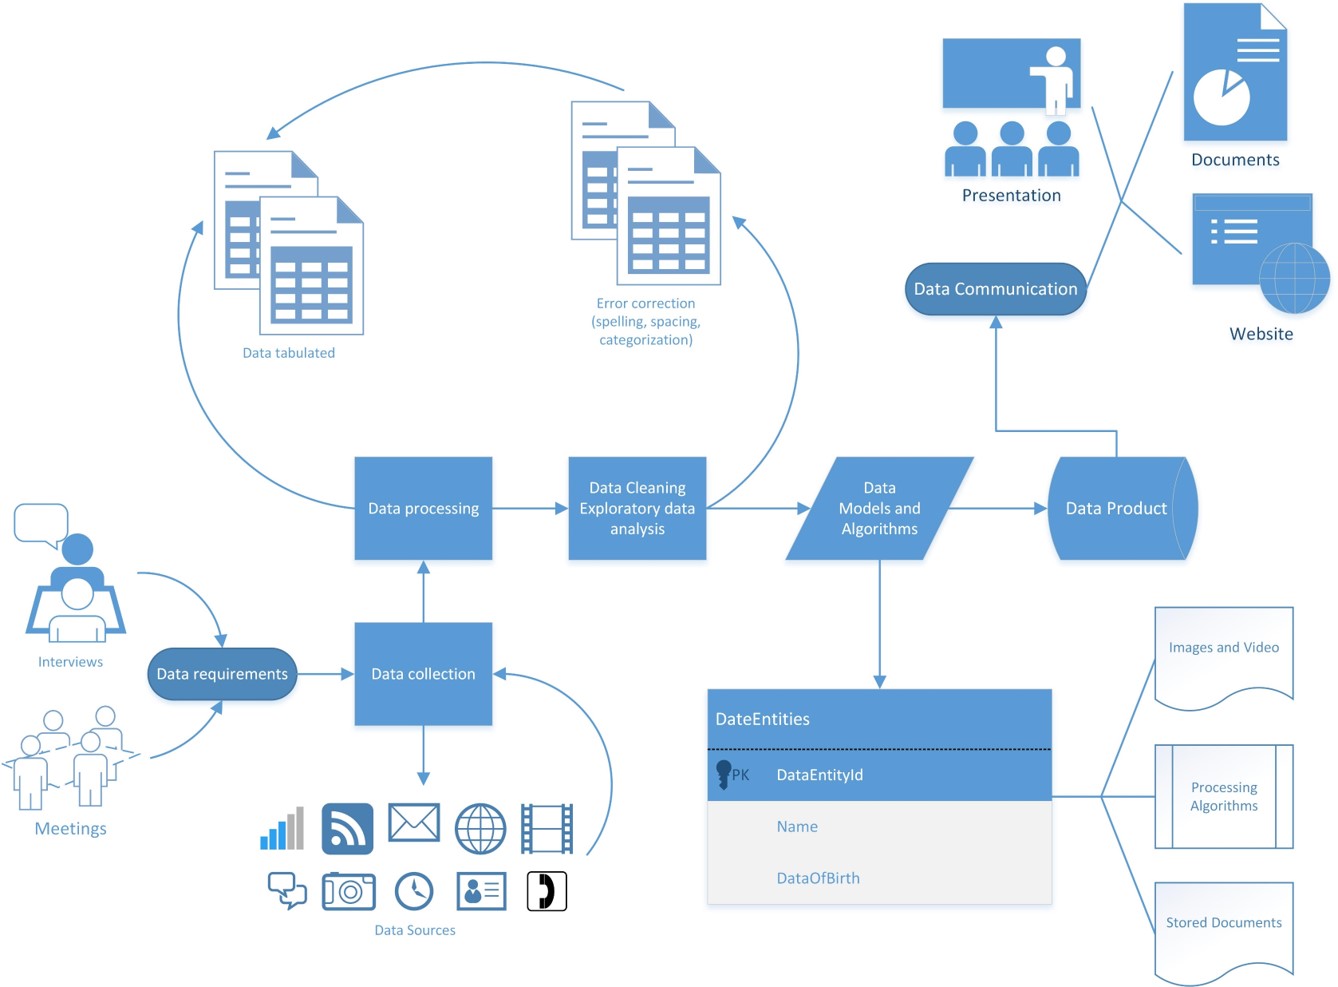 Documents
Presentation
Website
Data Communication
Error correction
(spelling, spacing,
categorization)
Data tabulated
Data processing
Data Cleaning
Exploratory data
analysis
Data
Models and
Algorithms
Data Product
Interviews
Data requirements
Data collection
Meetings
Data Sources
DateEntities
PK DataEntityId
Name
DataOfBirth
Images and Video
Processing
Algorithms
Stored Documents